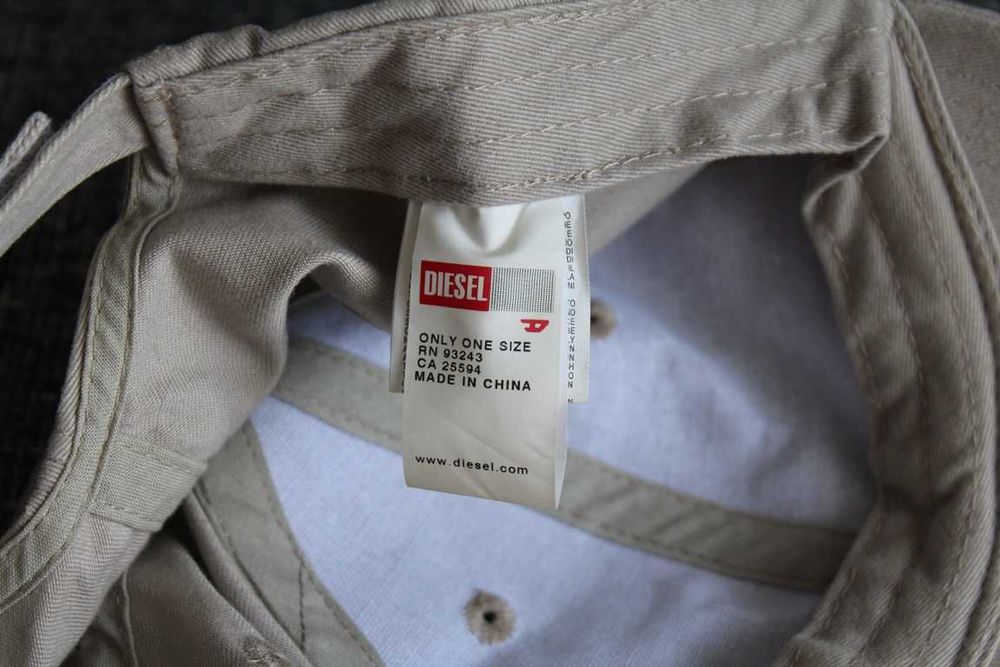 DIESEL
ONLY ONE SIZE
RN 93243
CA 25594
MADE IN CHINA
www.diesel.com